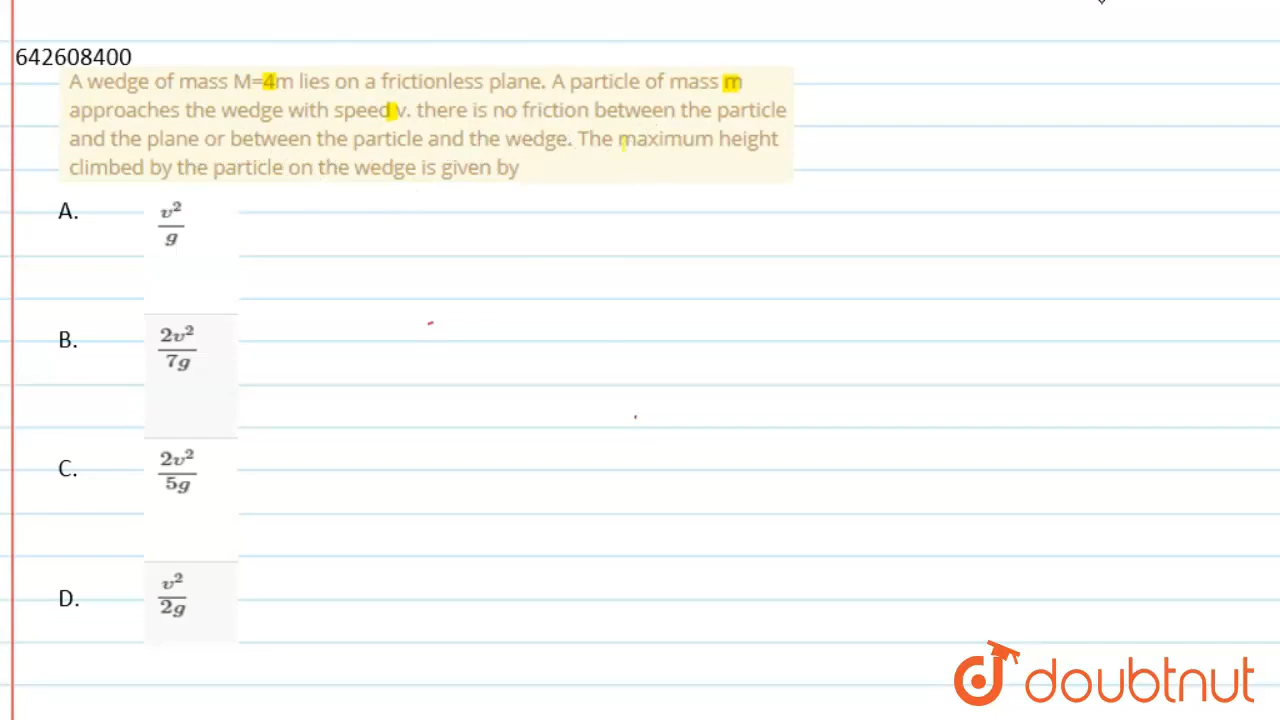 642608400
A wedge of mass M=4m lies on a frictionless plane. A particle of mass m
approaches the wedge with speed v. there is no friction between the particle
and the plane or between the particle and the wedge. The maximum height
climbed by the particle on the wedge is given by
A. v²/g
B. 2v²/7g
C. 2v²/5g
D. v²/2g
doubtnut